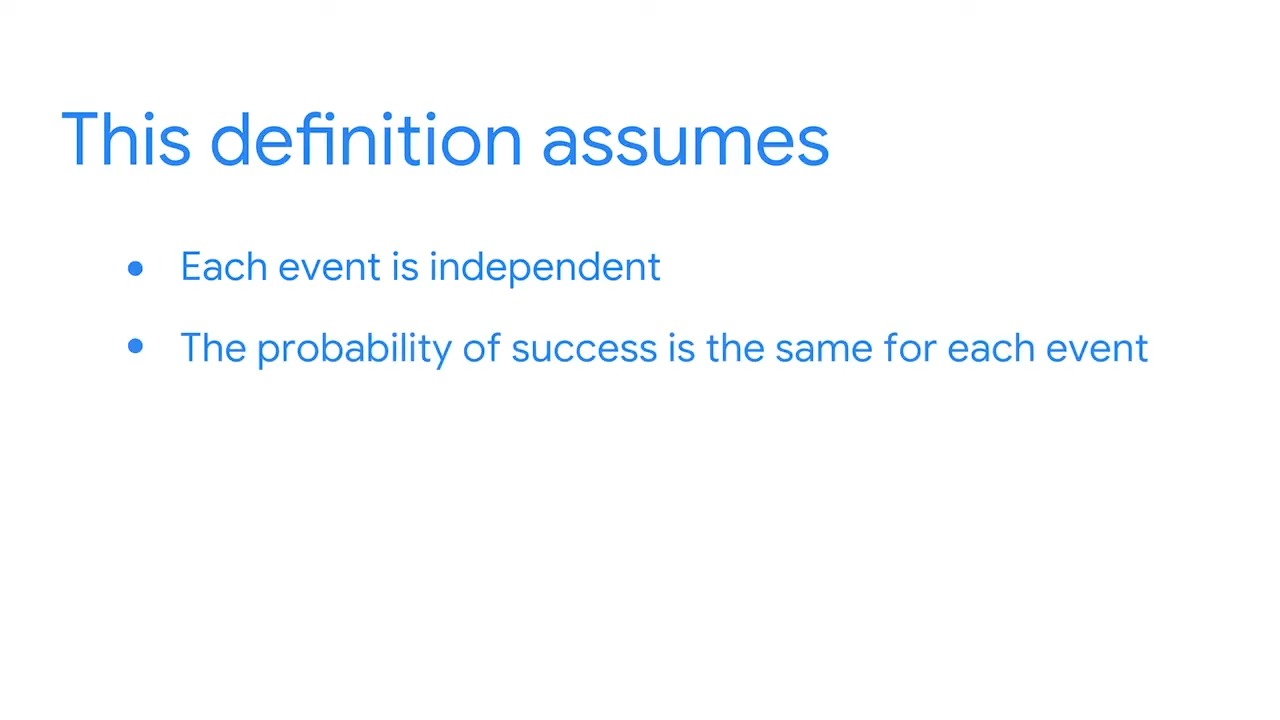 This definition assumes
• Each event is independent
• The probability of success is the same for each event